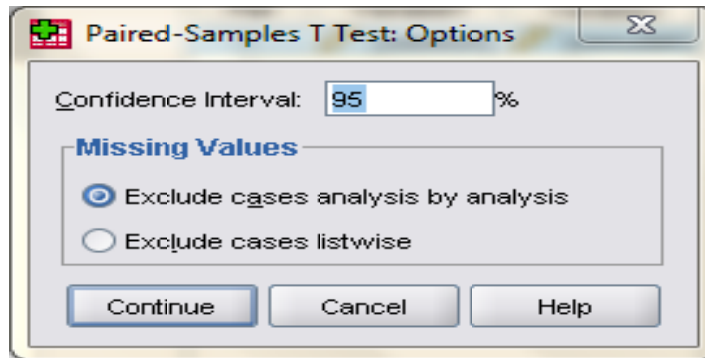 Paired-Samples T Test: Options
Confidence Interval: 95 %
Missing Values
Exclude cases analysis by analysis
Exclude cases listwise
Continue Cancel Help